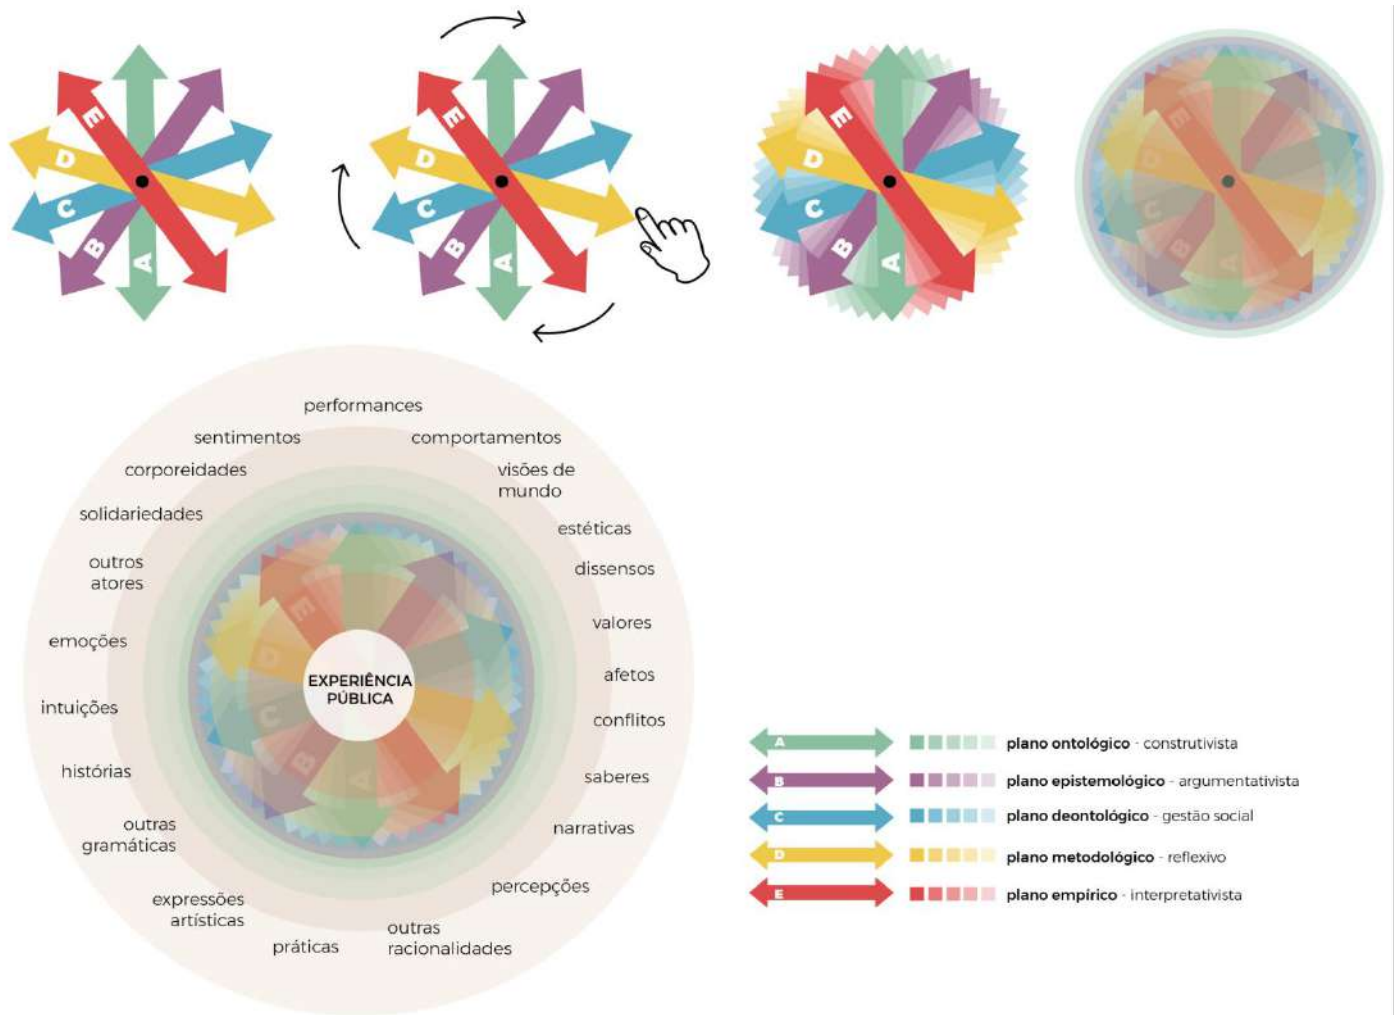 E
D
C
B
A
E
D
C
B
A
E
D
C
B
A
E
D
C
B
A
performances
sentimentos
comportamentos
corporeidades
visões de
mundo
solidariedades
estéticas
outros
atores
dissensos
emoções
valores
afetos
intuições
conflitos
histórias
saberes
outras
gramáticas
narrativas
expressões
artísticas
percepções
práticas
outras
racionalidades
E
D
C
B
A
EXPERIÊNCIA
PÚBLICA
A plano ontológico - construtivista
B plano epistemológico - argumentativista
C plano deontológico - gestão social
D plano metodológico - reflexivo
E plano empírico - interpretativista